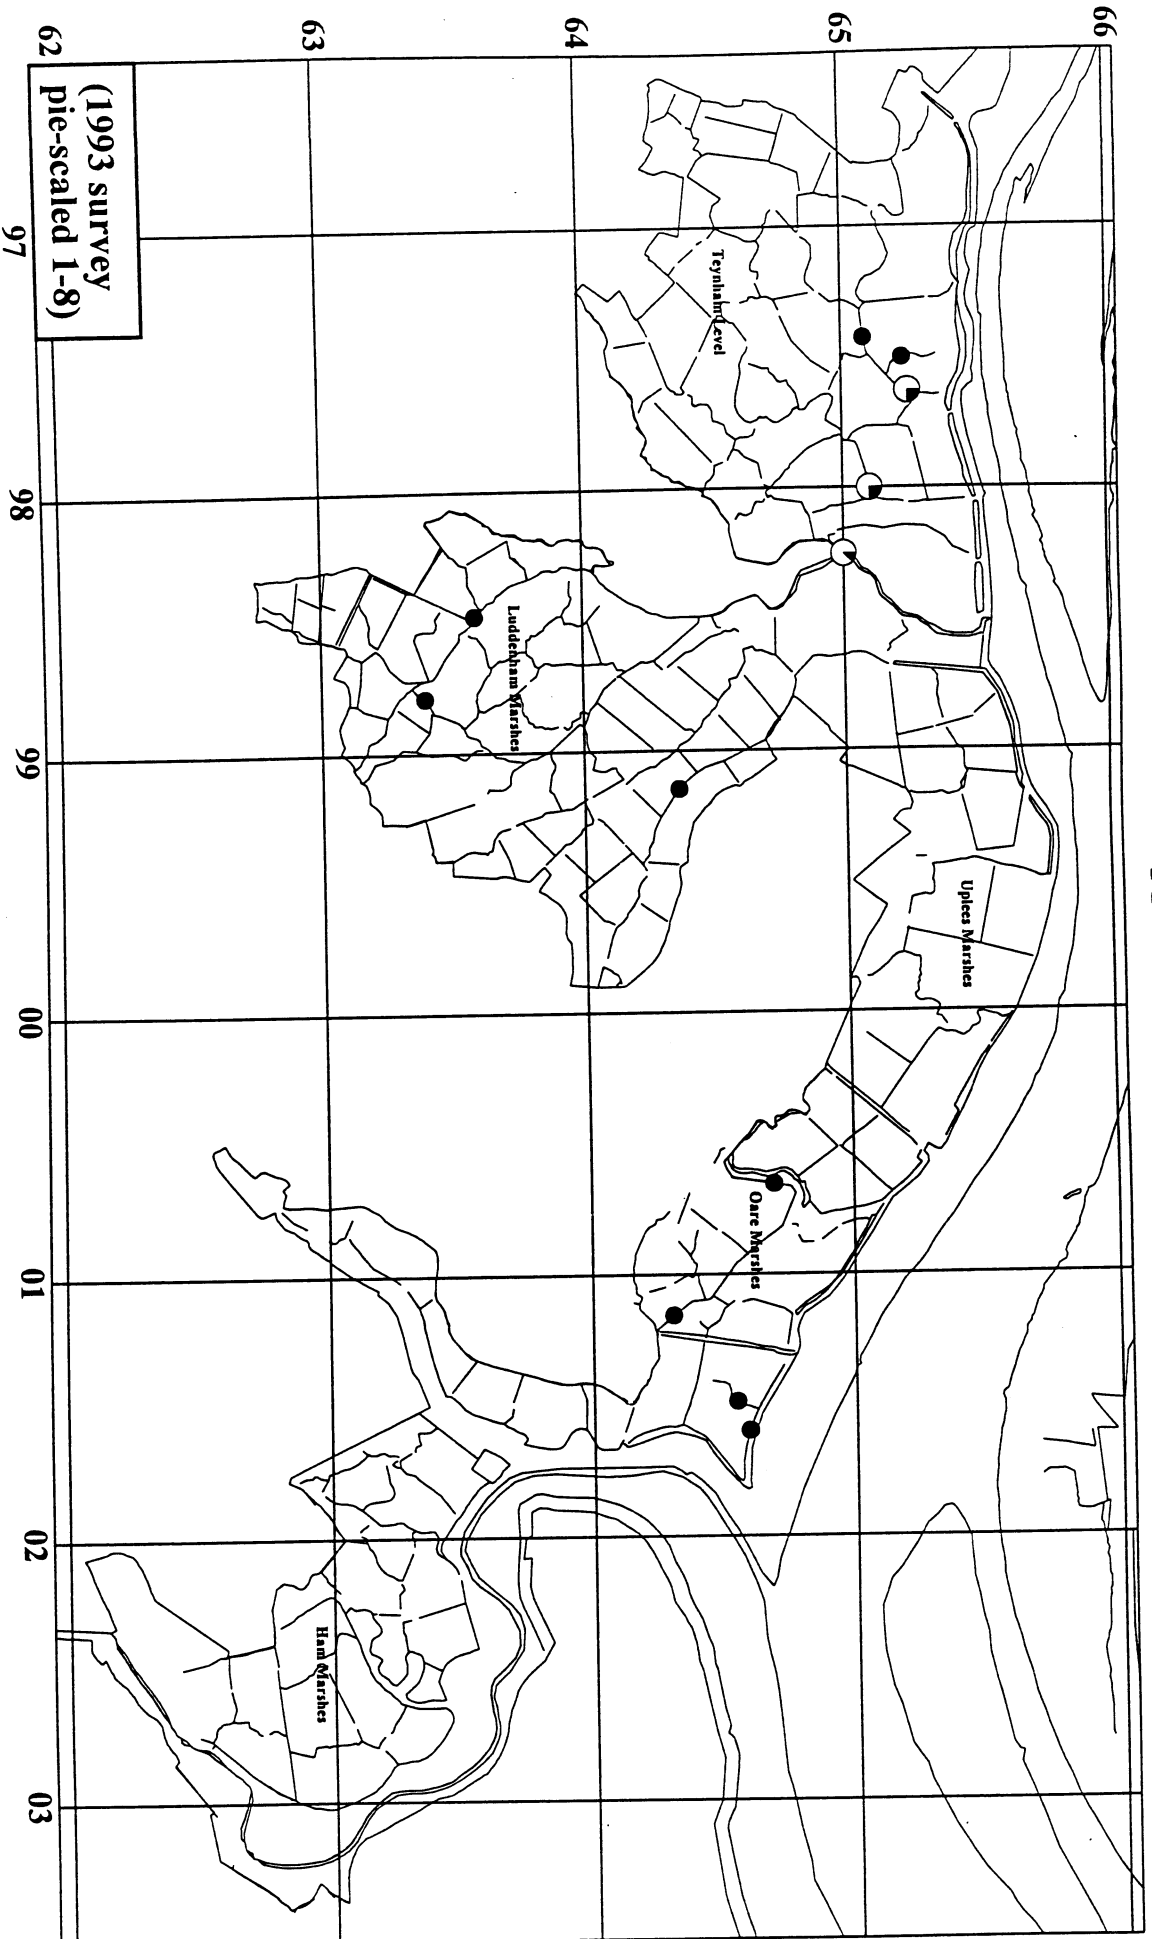 66
65
64
63
62
Teynham Level
Luddenham Marshes
Uplees Marshes
Oare Marshes
Ham Marshes
(1993 survey
pie-scaled 1-8)
97
98
99
00
01
02
03